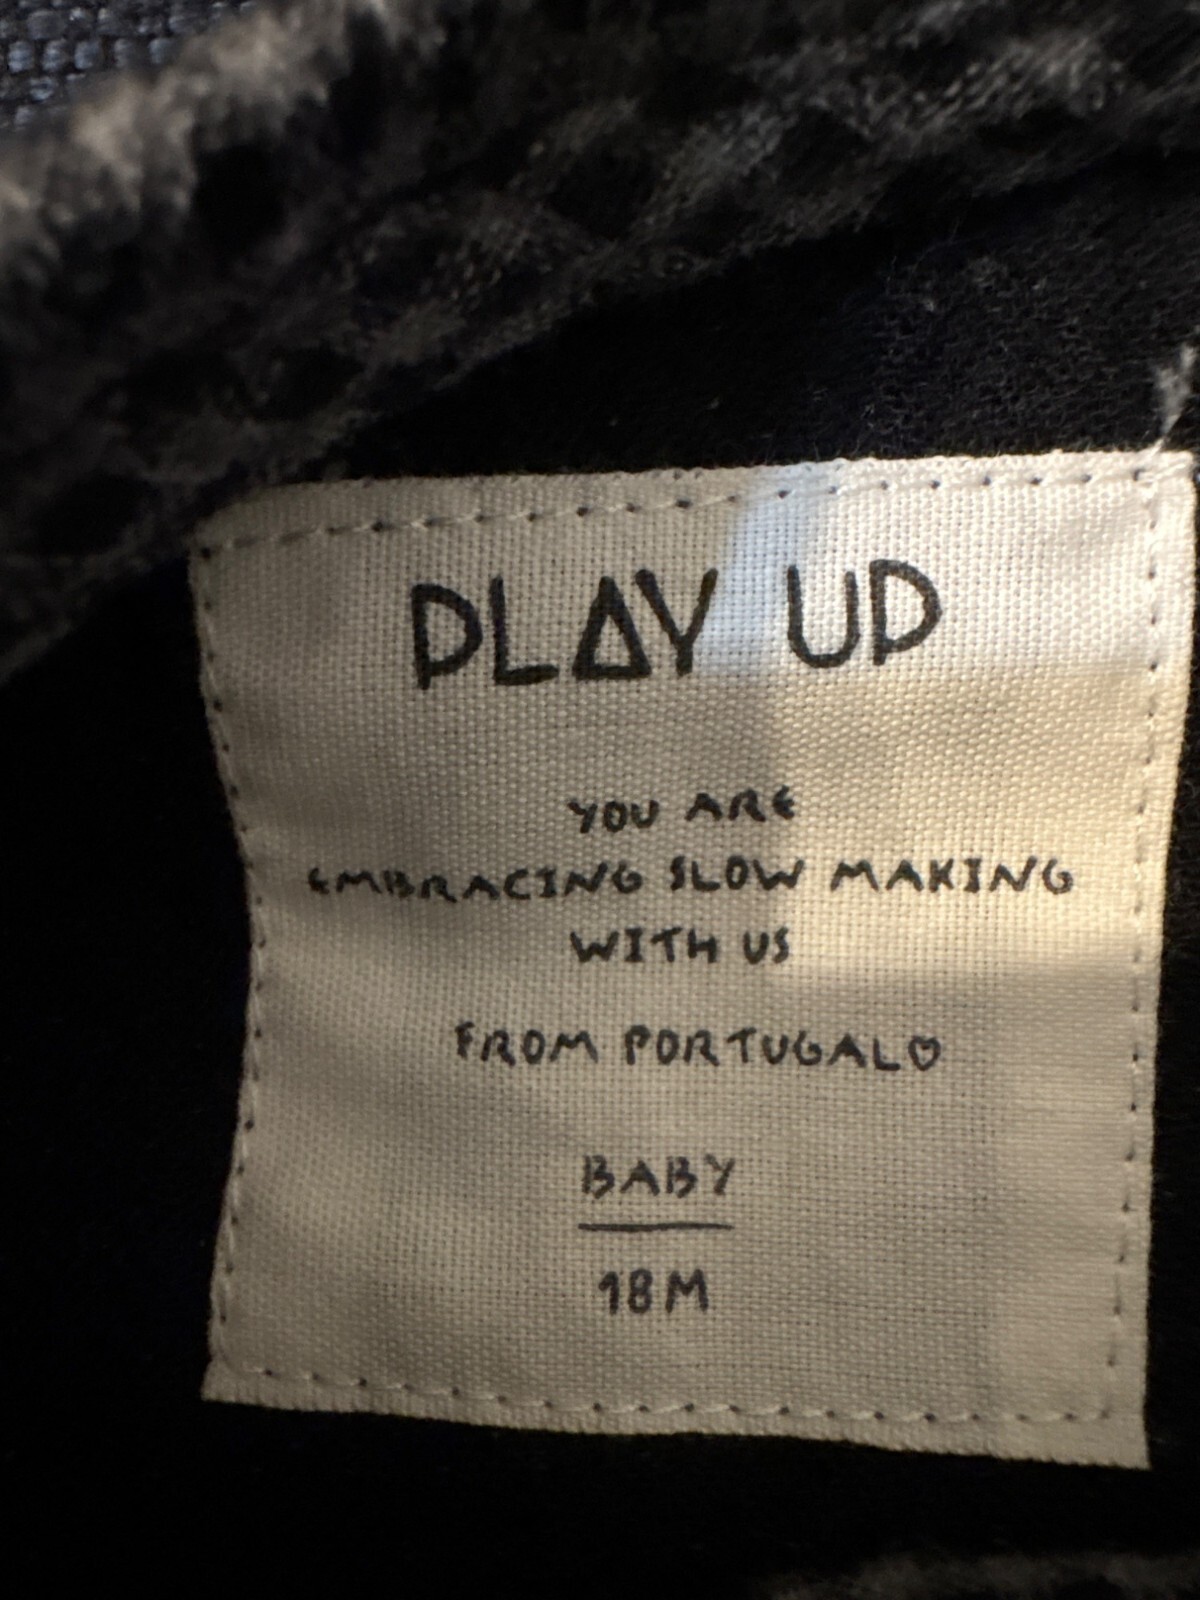 PLAY UP
YOU ARE
EMBRACING SLOW MAKING
WITH US
FROM PORTUGAL♡
BABY
18M